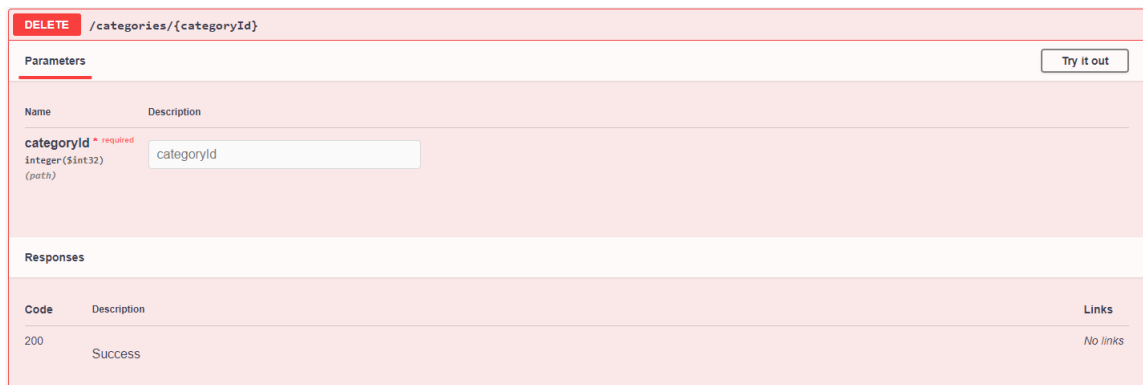 DELETE /categories/{categoryId}
Parameters Try it out
Name Description
categoryId * required
integer($int32)
(path)
categoryId
Responses
Code Description Links
200 Success No links